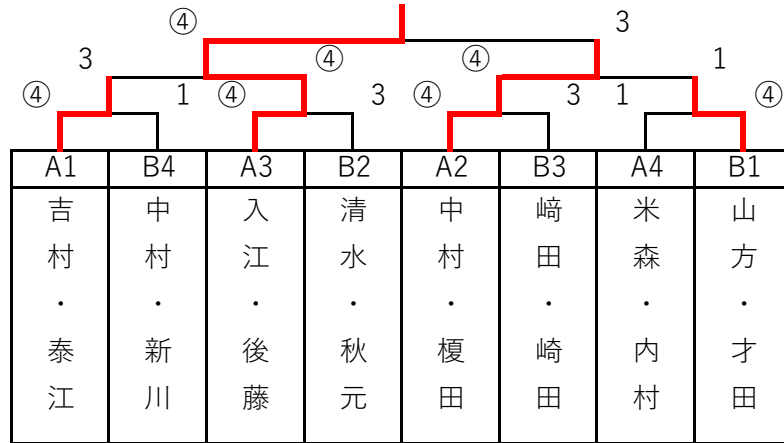 ④ 3
3 ④ ④ 1
④ 1 ④ 3 ④ 3 1 ④
A1 B4 A3 B2 A2 B3 A4 B1
吉村・泰江
中村・新川
入江・後藤
清水・秋元
中村・榎田
﨑田・崎田
米森・内村
山方・才田